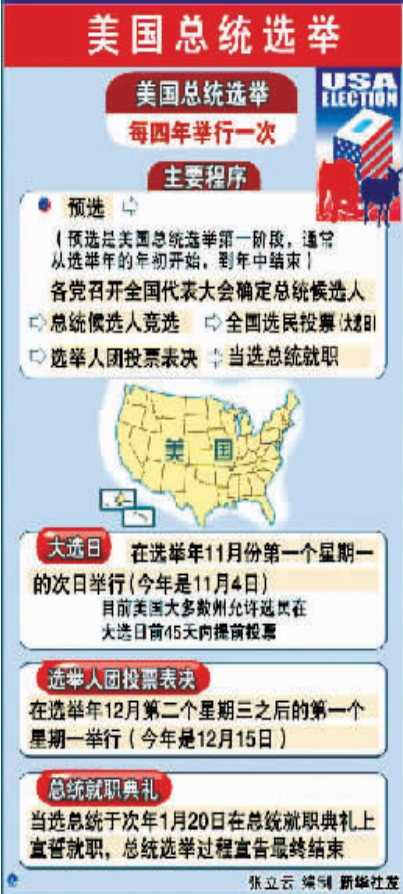 美国总统选举
USA
ELECTION
美国总统选举
每四年举行一次
主要程序
预选 ⇨
(预选是美国总统选举第一阶段，通常
从选举年的年初开始，到年中结束)
各党召开全国代表大会确定总统候选人
⇨总统候选人竞选 ⇨全国选民投票(大选日)
⇨选举人团投票表决 ⇨当选总统就职
美国
大选日 在选举年11月份第一个星期一
的次日举行(今年是11月4日)
目前美国大多数州允许选民在
大选日前45天内提前投票
选举人团投票表决
在选举年12月第二个星期三之后的第一个
星期一举行(今年是12月15日)
总统就职典礼
当选总统于次年1月20日在总统就职典礼上
宣誓就职，总统选举过程宣告最终结束
张立云 编制 新华社发